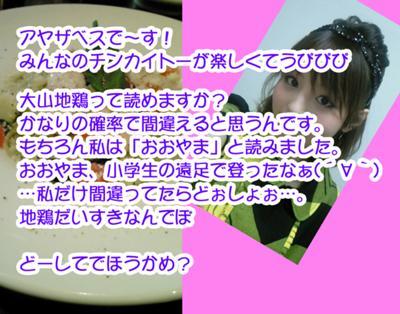 アヤザベスで〜す!
みんなのチンカイトーが楽しくてうびびび
大山地鶏って読めますか?
かなりの確率で間違えると思うんです。
もちろん私は「おおやま」と読みました。
おおやま、小学生の遠足で登ったなぁ(´∀｀)
…私だけ間違ってたらどぉしよぉ…。
地鶏だいすきなんでぽ
どーしてでほうかめ?